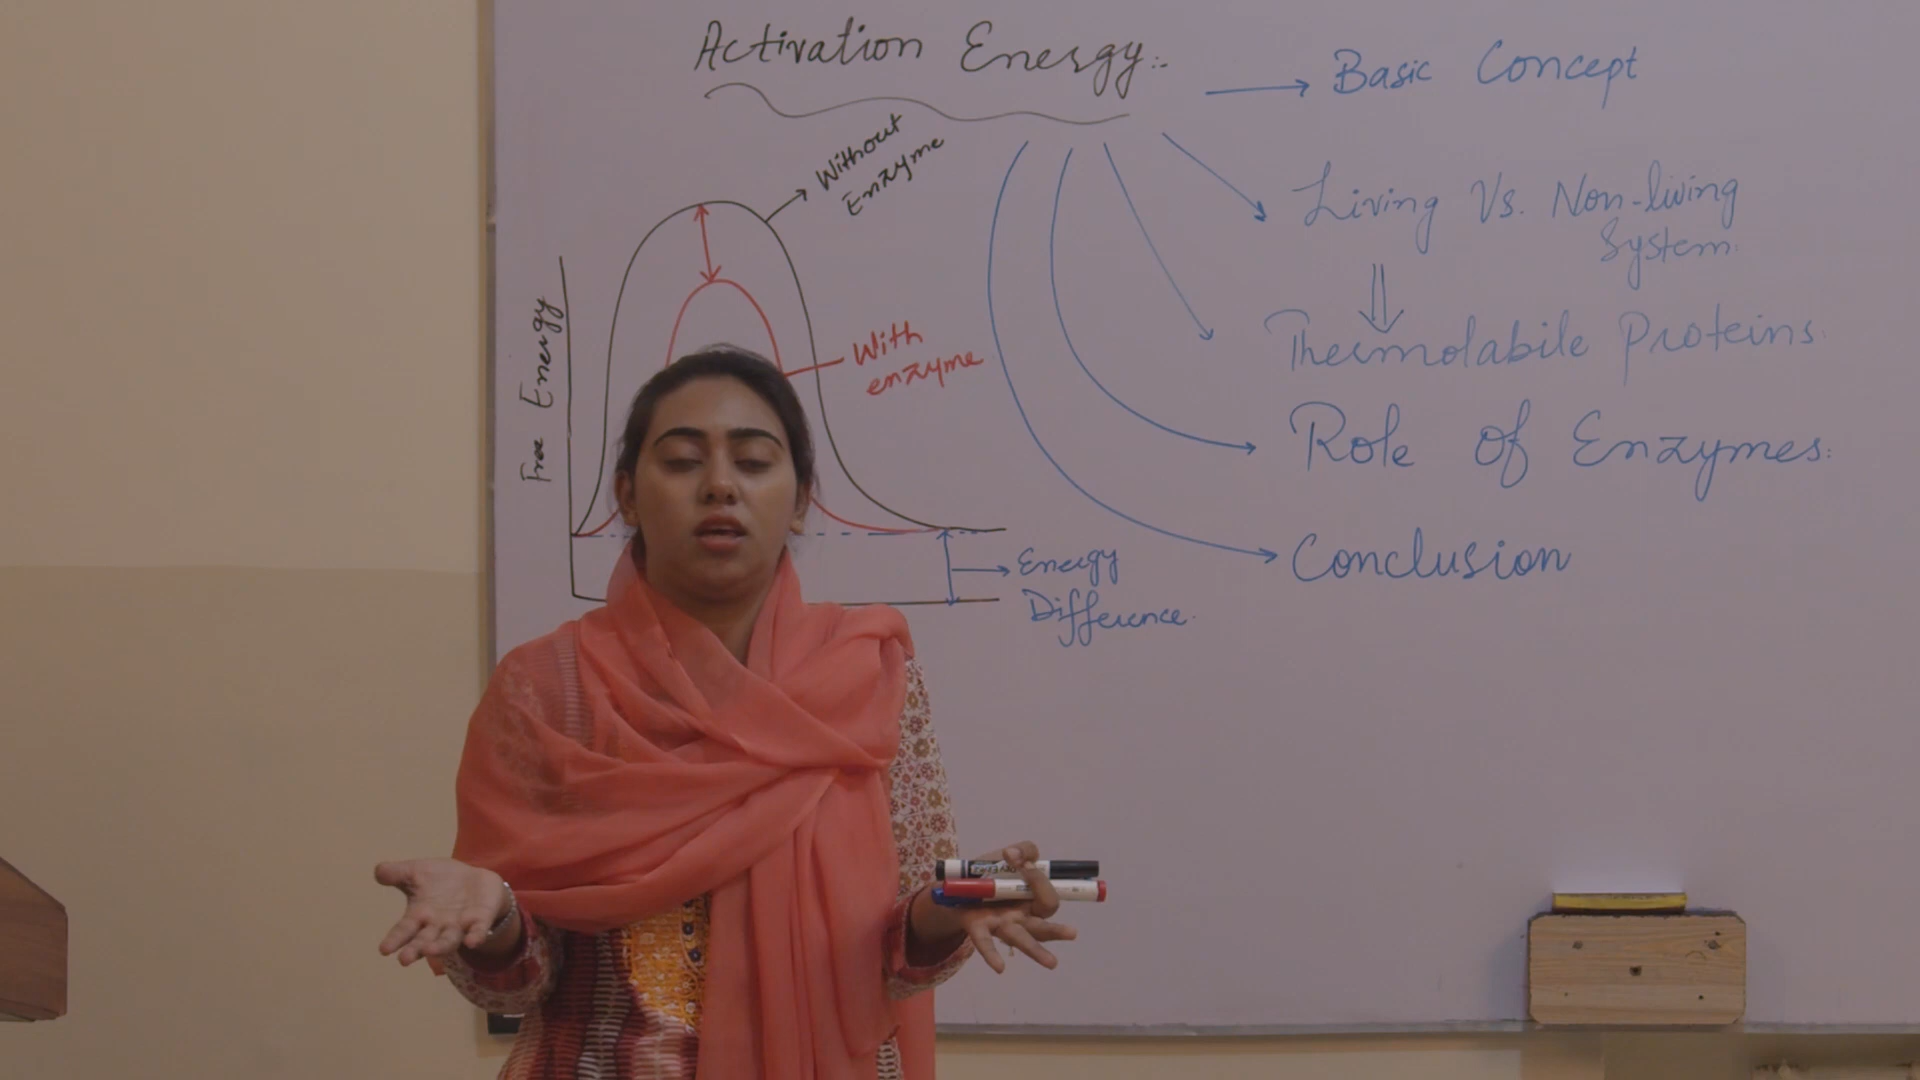 Activation Energy:-
Basic Concept
Without
Enzyme
Living Vs. Non-living
System.
Free Energy
With
enzyme
Thermolabile Proteins.
Role of Enzymes.
Energy
Difference.
Conclusion